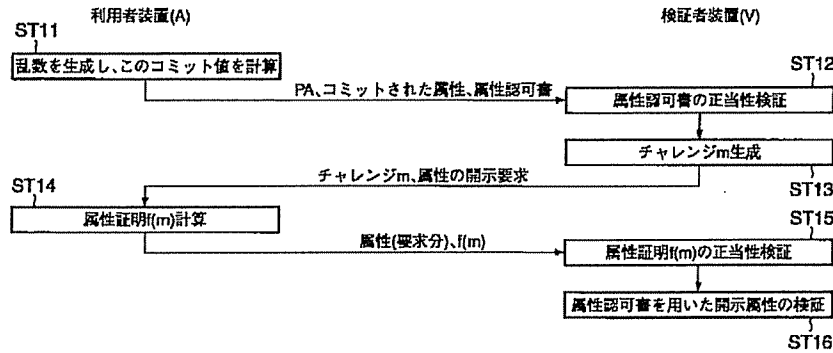 利用者装置(A)
検証者装置(V)
ST11
乱数を生成し、このコミット値を計算
ST12
PA、コミットされた属性、属性認可書
属性認可書の正当性検証
チャレンジm生成
ST13
チャレンジm、属性の開示要求
ST14
属性証明f(m)計算
ST15
属性(要求分)、f(m)
属性証明f(m)の正当性検証
属性認可書を用いた開示属性の検証
ST16